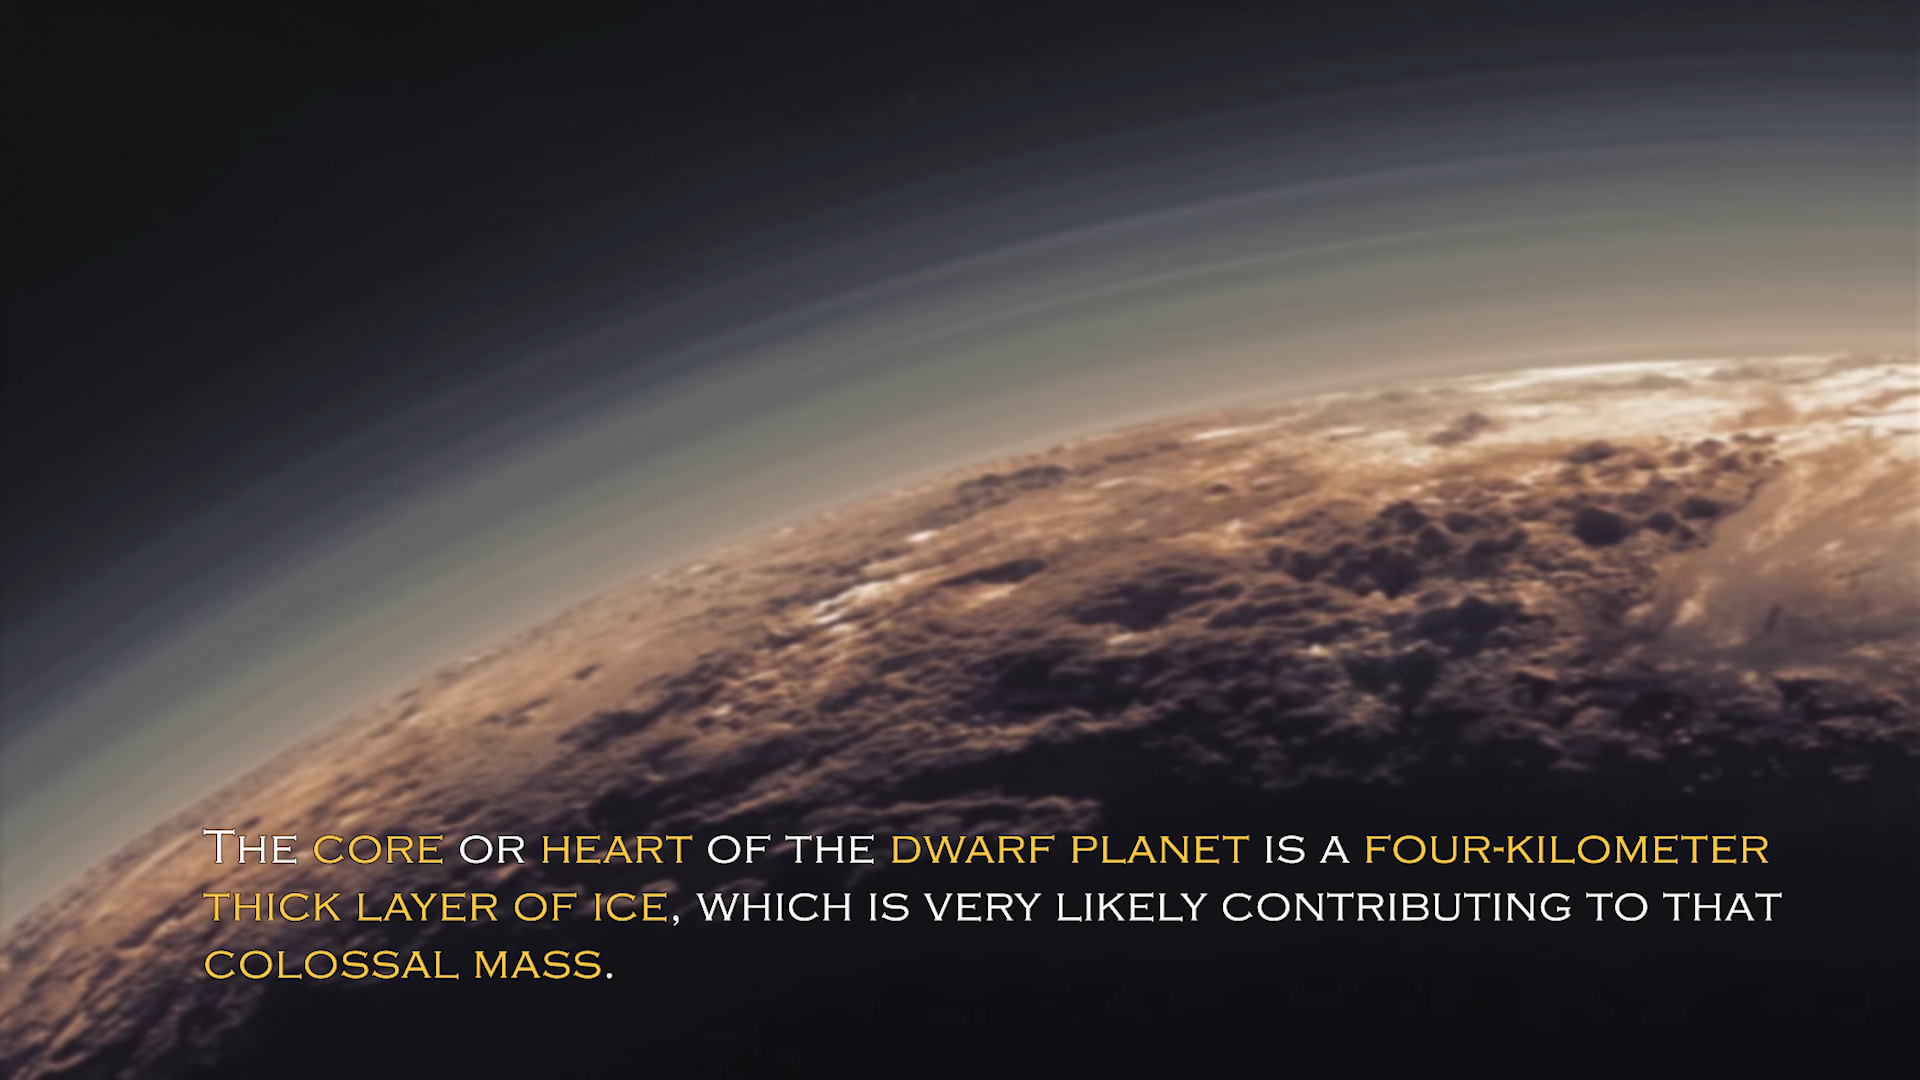 The core or heart of the dwarf planet is a four-kilometer
thick layer of ice, which is very likely contributing to that
colossal mass.